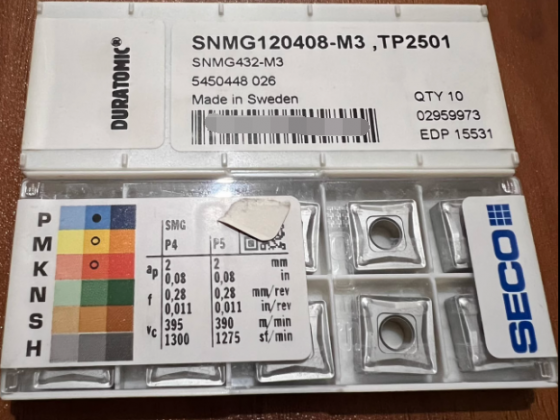 DURATOMIC®
SNMG120408-M3 ,TP2501
SNMG432-M3
5450448 026
Made in Sweden
QTY 10
02959973
EDP 15531
P
M
K
N
S
H
SMG
P4 P5
ap 2 2 mm
0,08 0,08 in
f 0,28 0,28 mm/rev
0,011 0,011 in/rev
vc 395 390 m/min
1300 1275 sf/min
SECO